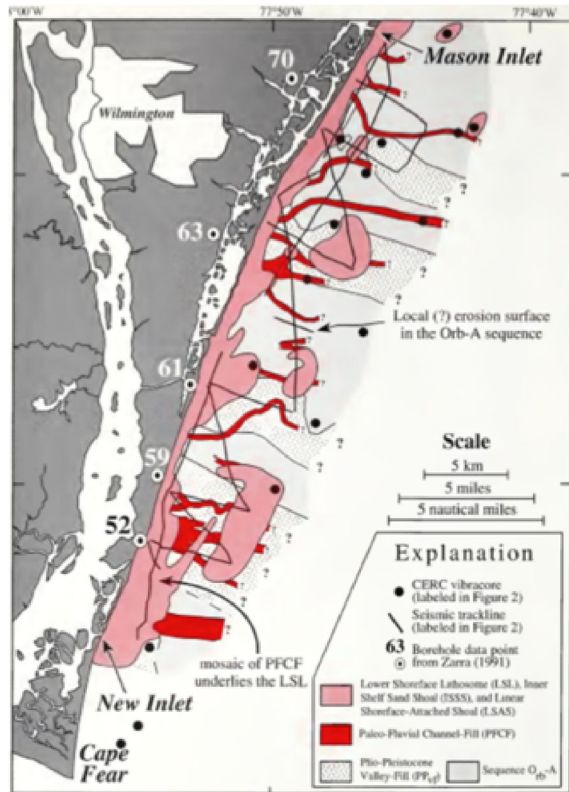 :00'W
77°50'W
77°40'W
Mason Inlet
70
Wilmington
?
?
?
?
63
?
?
?
?
Local (?) erosion surface
in the Orb-A sequence
61
?
?
?
Scale
5 km
5 miles
5 nautical miles
59
?
?
52
?
?
?
?
mosaic of PFCF
underlies the LSL
New Inlet
Cape
Fear
Explanation
CERC vibracore
(labeled in Figure 2)
Seismic trackline
(labeled in Figure 2)
63 Borehole data point
from Zarra (1991)
Lower Shoreface Lithosome (LSL), Inner
Shelf Sand Shoal (ISSS), and Linear
Shoreface-Attached Shoal (LSAS)
Paleo-Fluvial Channel-Fill (PFCF)
Plio-Pleistocene
Valley-Fill (PPvf)
Sequence Orb-A